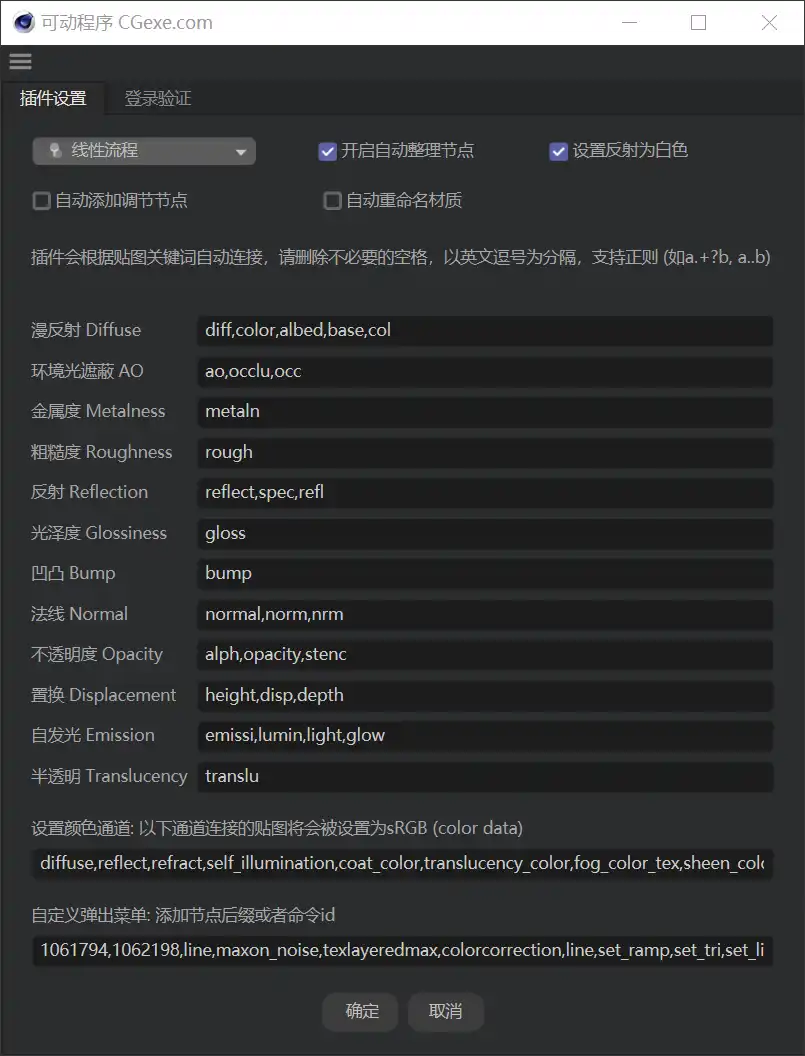 可动程序 CGexe.com
插件设置 登录验证
线性流程 开启自动整理节点 设置反射为白色
自动添加调节节点 自动重命名材质
插件会根据贴图关键词自动连接，请删除不必要的空格，以英文逗号为分隔，支持正则 (如a.+?b, a..b)
漫反射 Diffuse diff,color,albed,base,col
环境光遮蔽 AO ao,occlu,occ
金属度 Metalness metaln
粗糙度 Roughness rough
反射 Reflection reflect,spec,refl
光泽度 Glossiness gloss
凹凸 Bump bump
法线 Normal normal,norm,nrm
不透明度 Opacity alph,opacity,stenc
置换 Displacement height,disp,depth
自发光 Emission emissi,lumin,light,glow
半透明 Translucency translu
设置颜色通道: 以下通道连接的贴图将会被设置为sRGB (color data)
diffuse,reflect,refract,self_illumination,coat_color,translucency_color,fog_color_tex,sheen_colo
自定义弹出菜单: 添加节点后缀或者命令id
1061794,1062198,line,maxon_noise,texlayeredmax,colorcorrection,line,set_ramp,set_tri,set_li
确定 取消